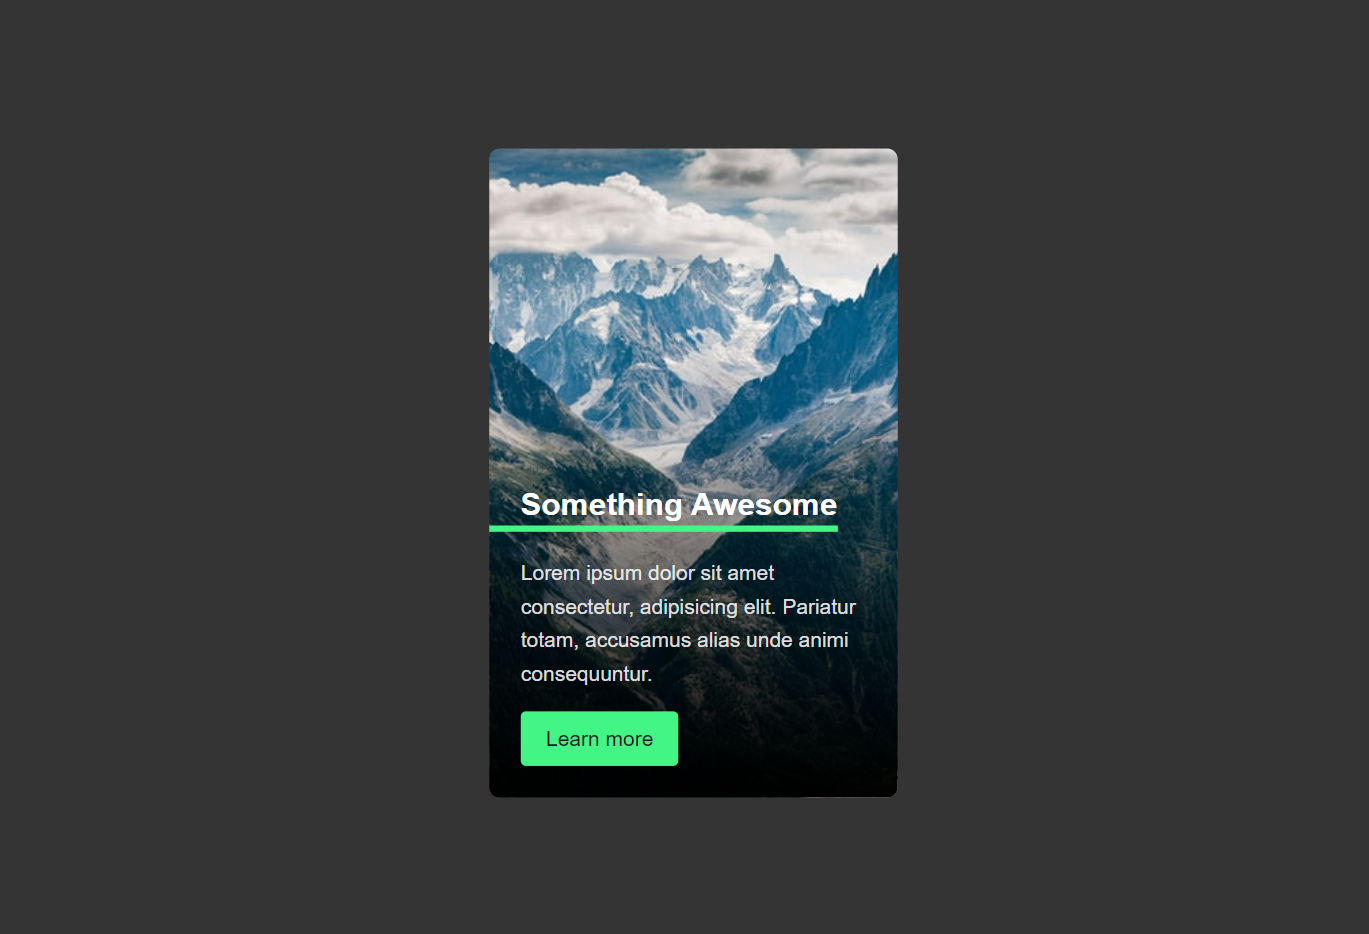 Something Awesome
Lorem ipsum dolor sit amet
consectetur, adipisicing elit. Pariatur
totam, accusamus alias unde animi
consequuntur.
Learn more